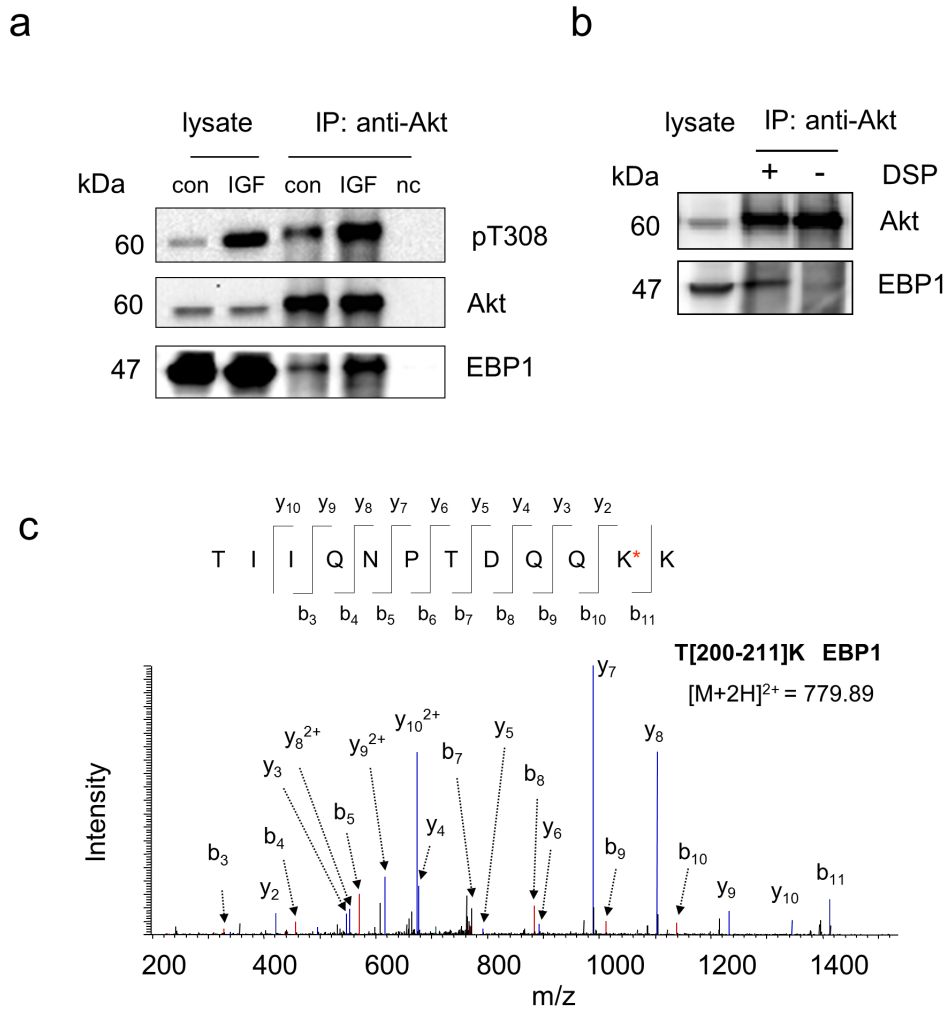 a
lysate IP: anti-Akt
kDa con IGF con IGF nc
60 pT308
60 Akt
47 EBP1
b
lysate IP: anti-Akt
kDa + - DSP
60 Akt
47 EBP1
c
y10 y9 y8 y7 y6 y5 y4 y3 y2
T I I Q N P T D Q Q K* K
b3 b4 b5 b6 b7 b8 b9 b10 b11
T[200-211]K EBP1
[M+2H]2+ = 779.89
Intensity
b3
b4
y2
y3
y8 2+
b5
y9 2+
y10 2+
y4
b7
y5
b8
y6
y7
b9
y8
b10
y9
y10
b11
200 400 600 800 1000 1200 1400
m/z